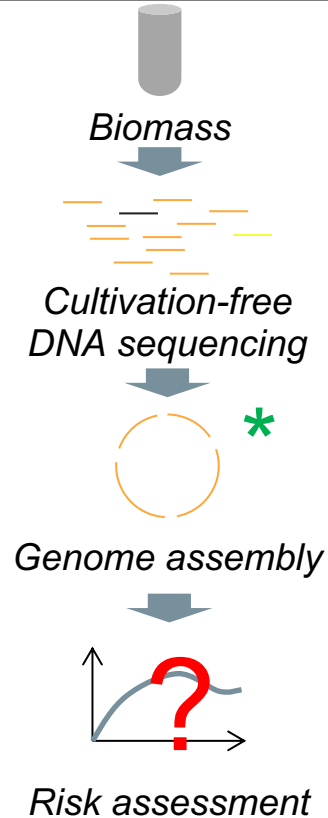 Biomass
Cultivation-free
DNA sequencing
*
Genome assembly
?
Risk assessment